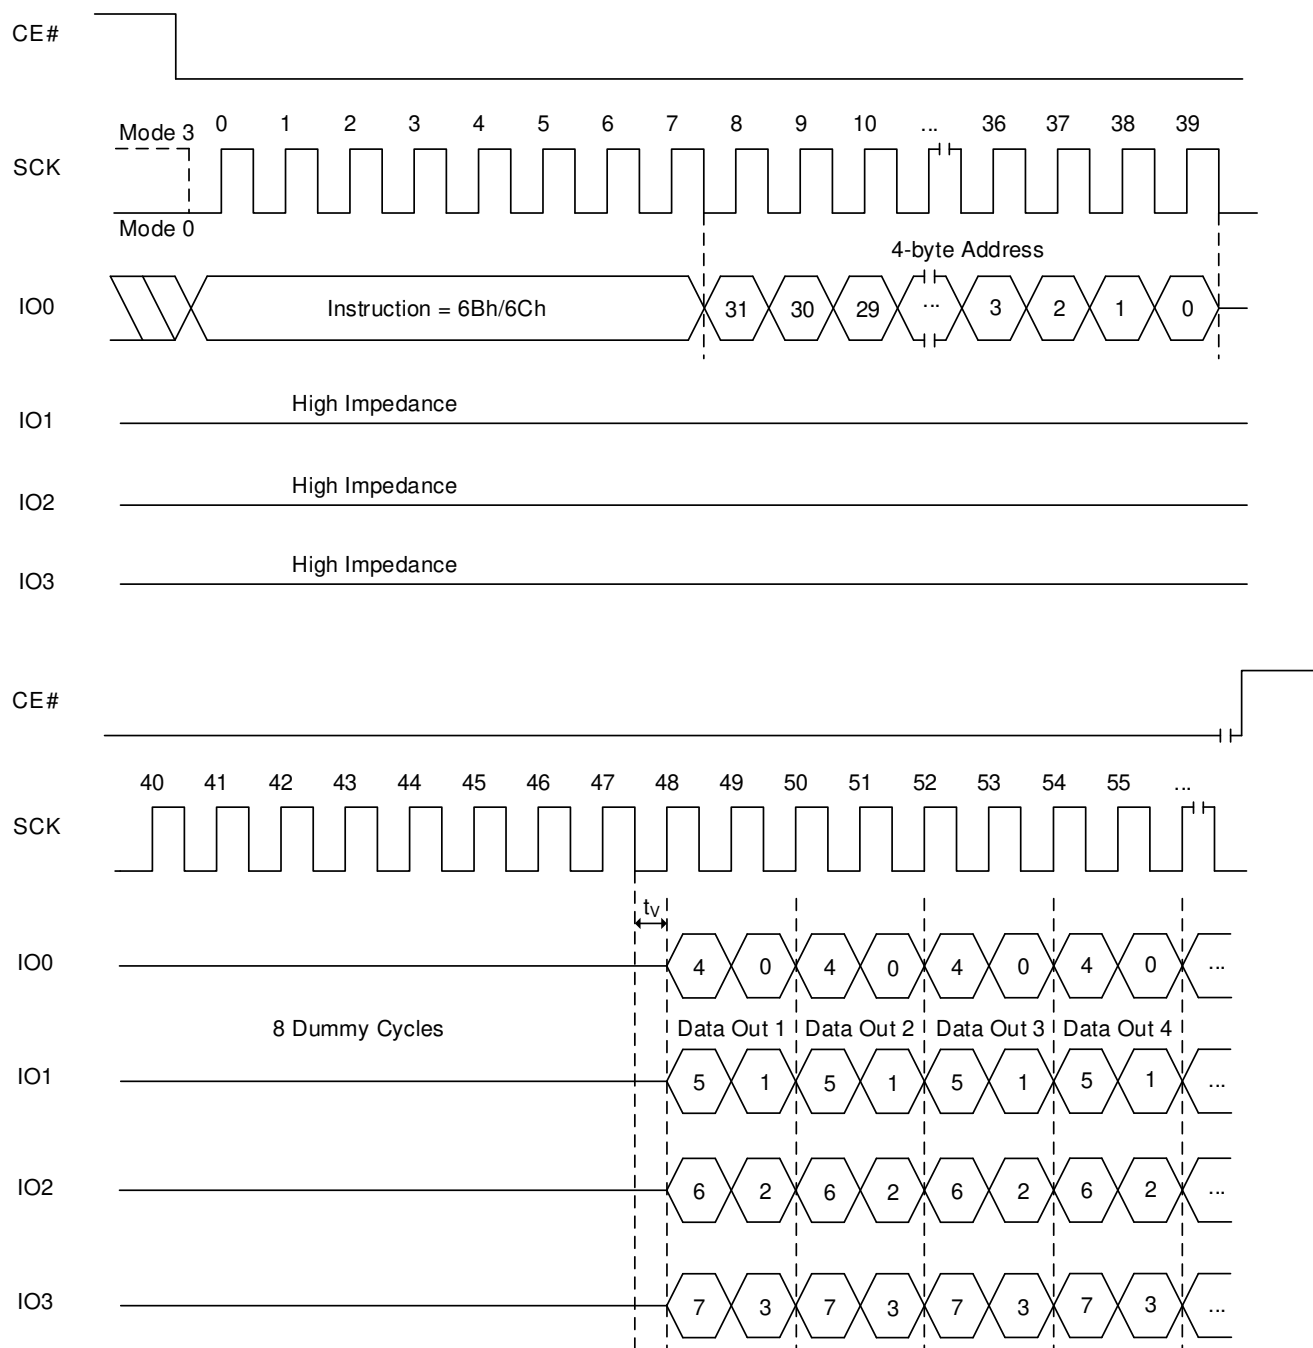 CE#
Mode 3 0 1 2 3 4 5 6 7 8 9 10 ... 36 37 38 39
SCK
Mode 0
4-byte Address
IO0 Instruction = 6Bh/6Ch 31 30 29 ... 3 2 1 0
High Impedance
IO1
High Impedance
IO2
High Impedance
IO3
CE#
40 41 42 43 44 45 46 47 48 49 50 51 52 53 54 55 ...
SCK
tV
IO0 4 0 4 0 4 0 4 0 ...
8 Dummy Cycles Data Out 1 Data Out 2 Data Out 3 Data Out 4
IO1 5 1 5 1 5 1 5 1 ...
IO2 6 2 6 2 6 2 6 2 ...
IO3 7 3 7 3 7 3 7 3 ...